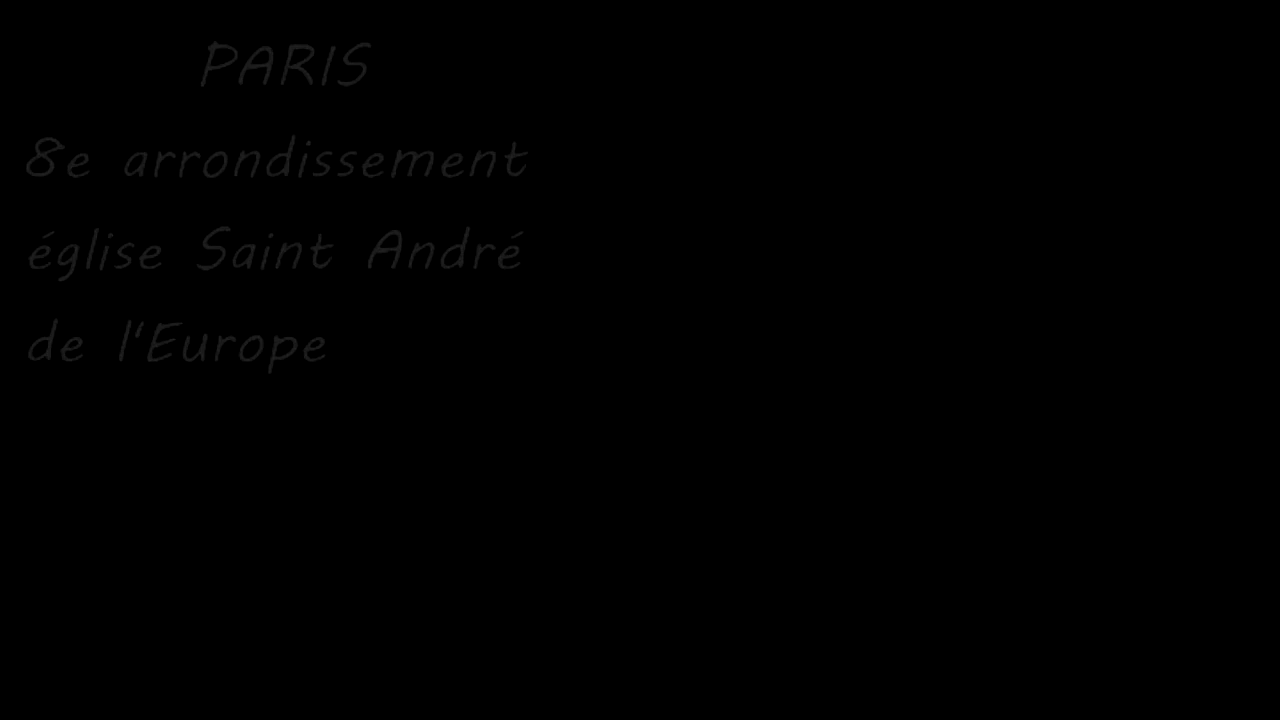 PARIS
8e arrondissement
église Saint André
de l'Europe